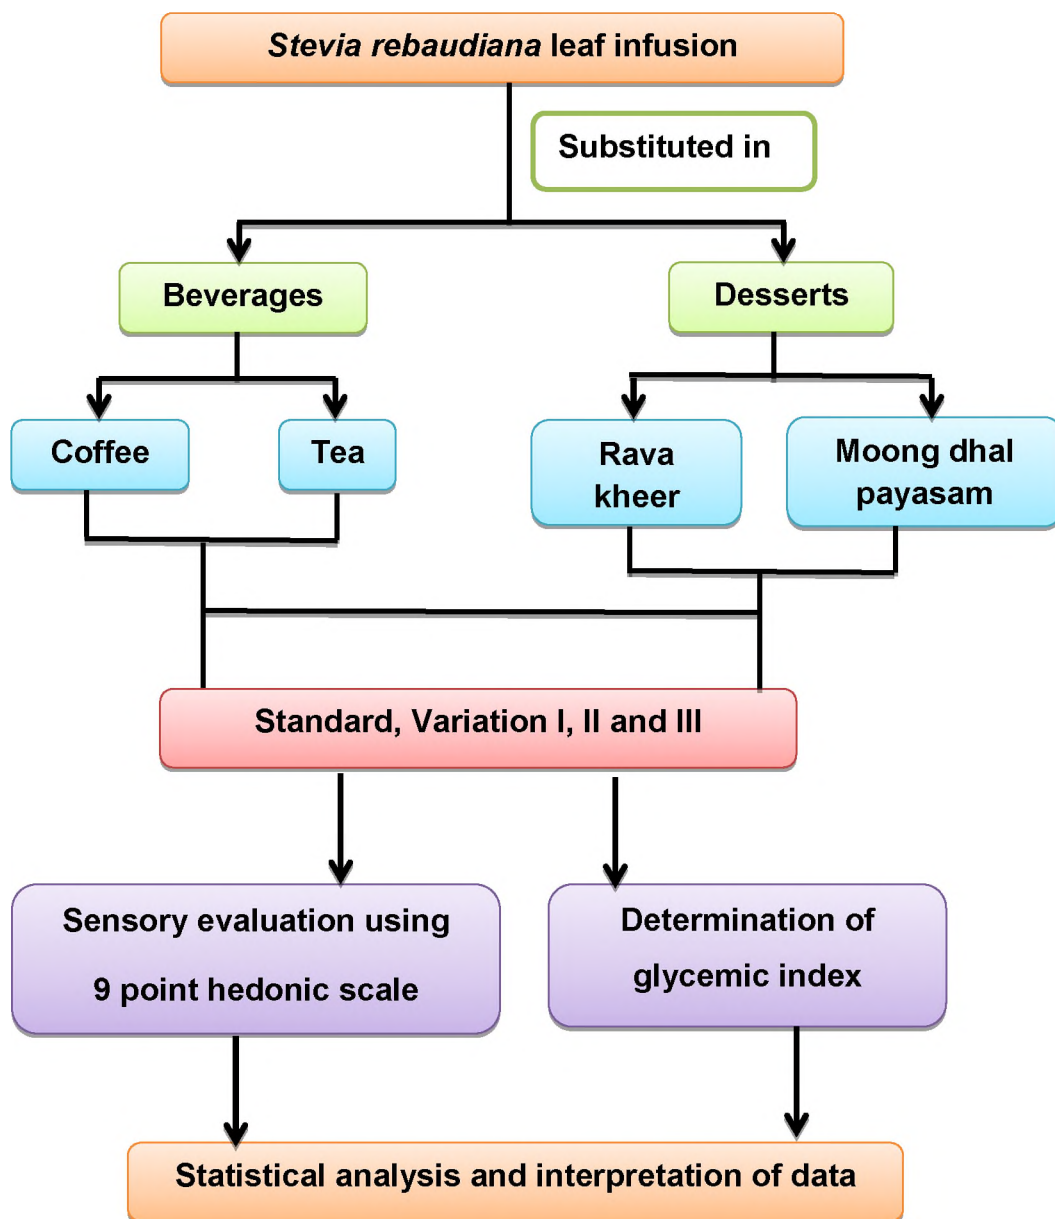 Stevia rebaudiana leaf infusion
Substituted in
Beverages
Desserts
Coffee
Tea
Rava
kheer
Moong dhal
payasam
Standard, Variation I, II and III
Sensory evaluation using
9 point hedonic scale
Determination of
glycemic index
Statistical analysis and interpretation of data